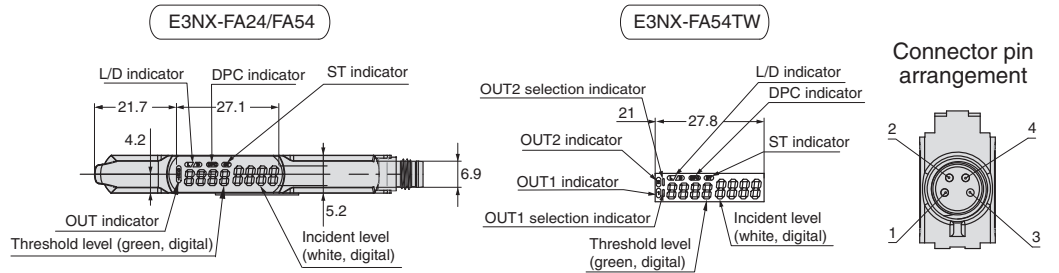 E3NX-FA24/FA54
L/D indicator
DPC indicator
ST indicator
21.7
27.1
4.2
6.9
5.2
OUT indicator
Threshold level (green, digital)
Incident level
(white, digital)
E3NX-FA54TW
L/D indicator
OUT2 selection indicator
DPC indicator
21
27.8
OUT2 indicator
ST indicator
OUT1 indicator
OUT1 selection indicator
Threshold level
(green, digital)
Incident level
(white, digital)
Connector pin
arrangement
2
4
1
3